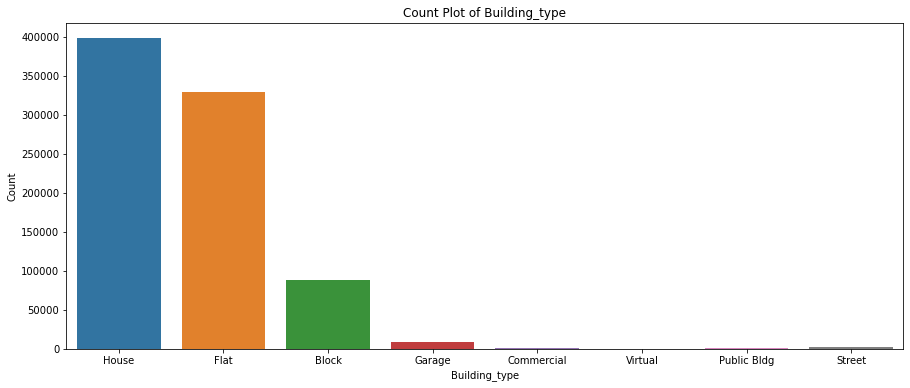 Count Plot of Building_type
Count
400000
350000
300000
250000
200000
150000
100000
50000
0
House Flat Block Garage Commercial Virtual Public Bldg Street
Building_type